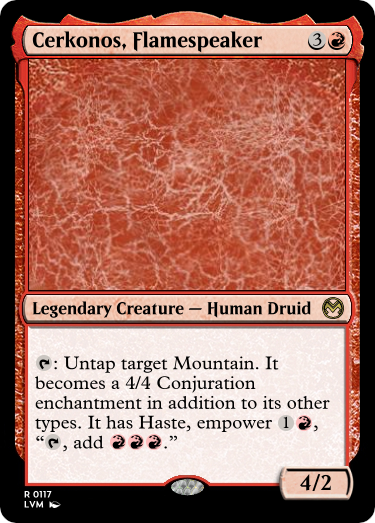 Cerkonos, Flamespeaker 3
Legendary Creature — Human Druid
: Untap target Mountain. It
becomes a 4/4 Conjuration
enchantment in addition to its other
types. It has Haste, empower 1 ,
“ , add .”
4/2
R 0117
LVM